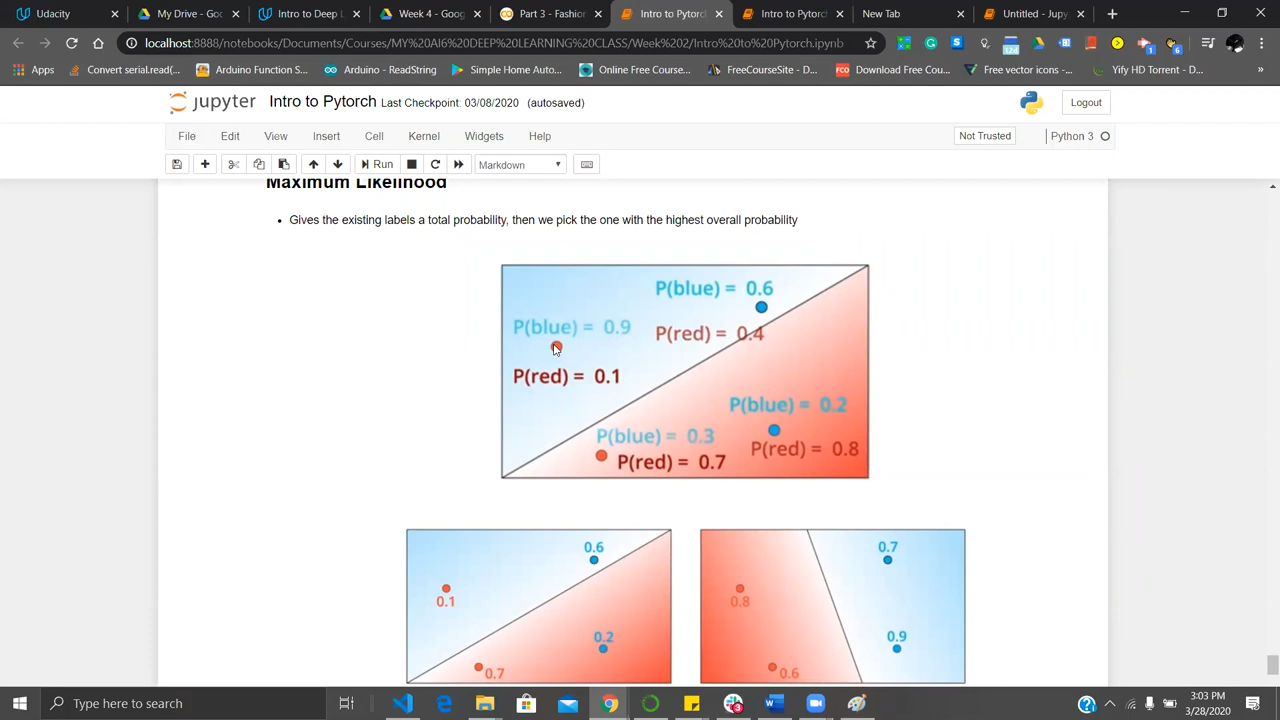 Udacity
My Drive - Goo
Intro to Deep L
Week 4 - Goog
Part 3 - Fashion
Intro to Pytorch
Intro to Pytorch
New Tab
Untitled - Jupy
localhost:8888/notebooks/Documents/Courses/MY%20AI6%20DEEP%20LEARNING%20CLASS/Week%202/Intro%20to%20Pytorch.ipynb
Apps
Convert serial.read(...
Arduino Function S...
Arduino - RoadString
Simple Home Auto...
Online Free Course...
FreeCourseSite - D...
FCO
Download Free Cou...
Free vector icons -...
Yify HD Torrent - D...
»
jupyter
Intro to Pytorch
Last Checkpoint: 03/08/2020
(autosaved)
Logout
File
Edit
View
Insert
Cell
Kernel
Widgets
Help
Not Trusted
Python 3
Run
Markdown
Maximum Likelihood
• Gives the existing labels a total probability, then we pick the one with the highest overall probability
P(blue) = 0.6
P(blue) = 0.9
P(red) = 0.4
P(red) = 0.1
P(blue) = 0.2
P(blue) = 0.3
P(red) = 0.8
P(red) = 0.7
0.6
0.1
0.2
0.7
0.7
0.8
0.9
0.6
Type here to search
3:03 PM
3/28/2020